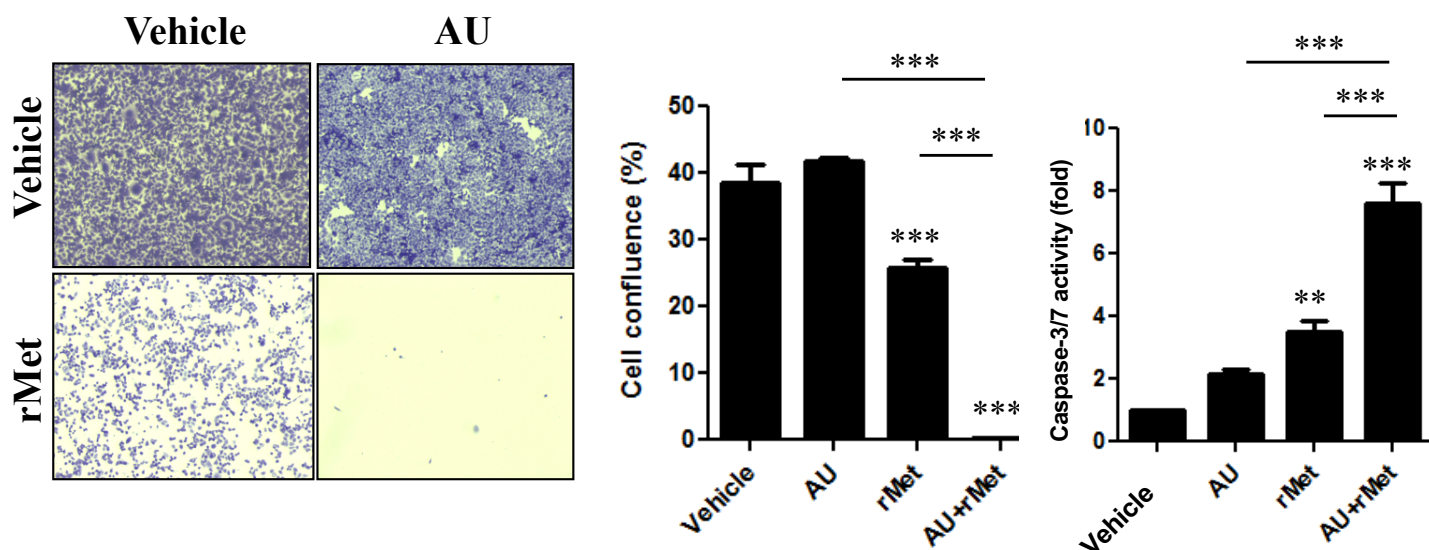 Vehicle AU
Vehicle
rMet
***
***
***
***
50
40
30
20
10
0
Cell confluence (%)
Vehicle AU rMet AU+rMet
***
***
***
**
10
8
6
4
2
0
Caspase-3/7 activity (fold)
Vehicle AU rMet AU+rMet